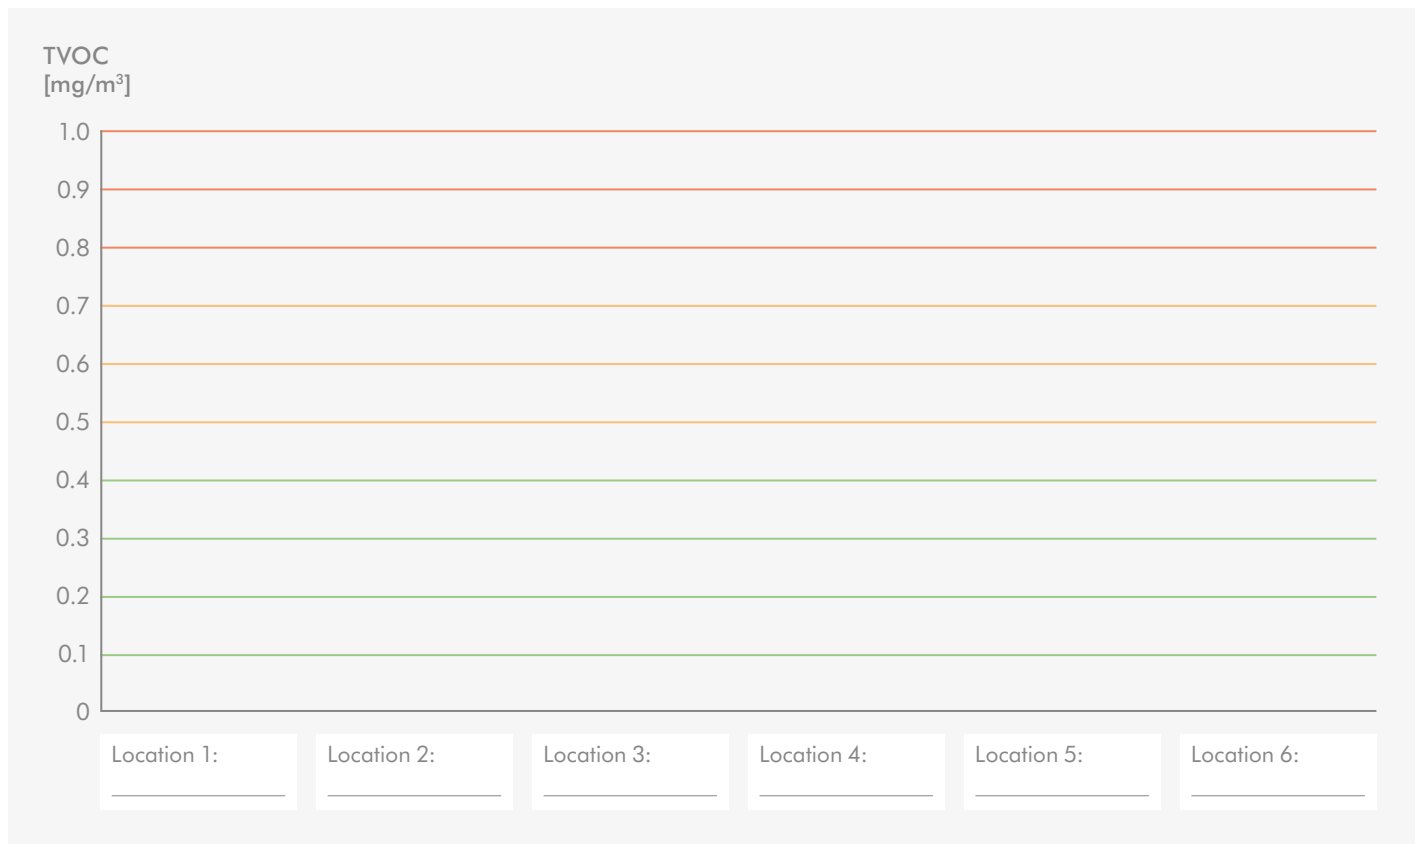 TVOC
[mg/m³]
1.0
0.9
0.8
0.7
0.6
0.5
0.4
0.3
0.2
0.1
0
Location 1:
Location 2:
Location 3:
Location 4:
Location 5:
Location 6: